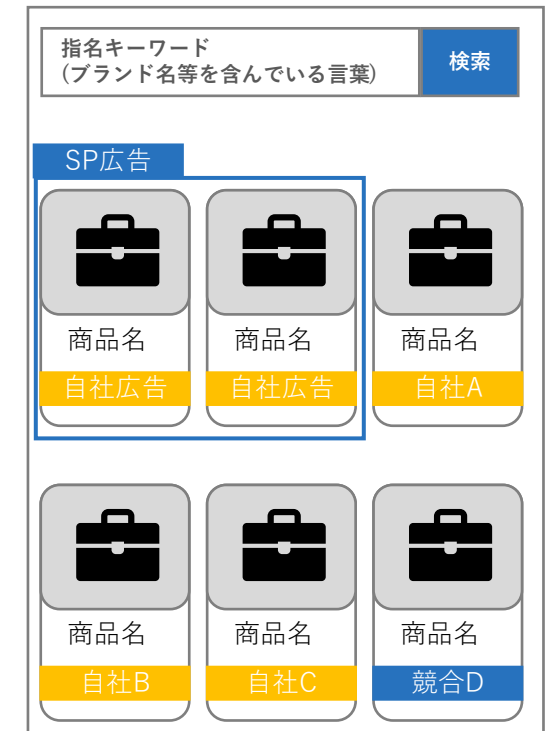 指名キーワード
(ブランド名等を含んでいる言葉)
検索
SP広告
商品名
商品名
商品名
自社広告
自社広告
自社A
商品名
商品名
商品名
自社B
自社C
競合D